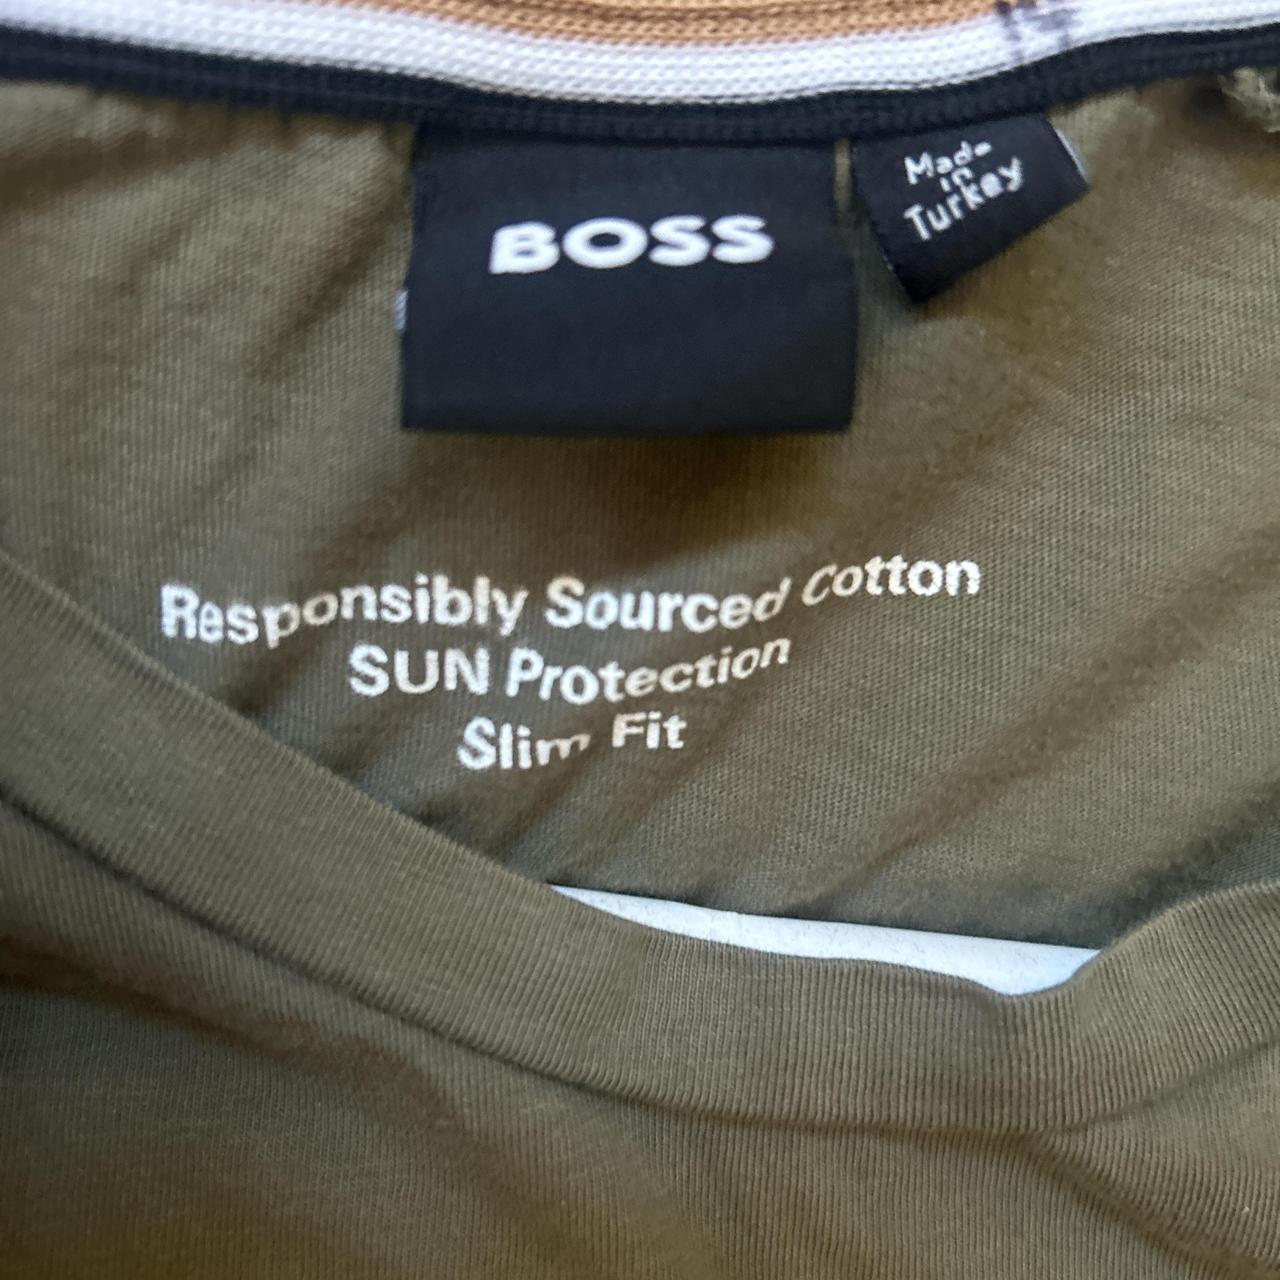 BOSS
Made
in
Turkey
Responsibly Sourced Cotton
SUN Protection
Slim Fit